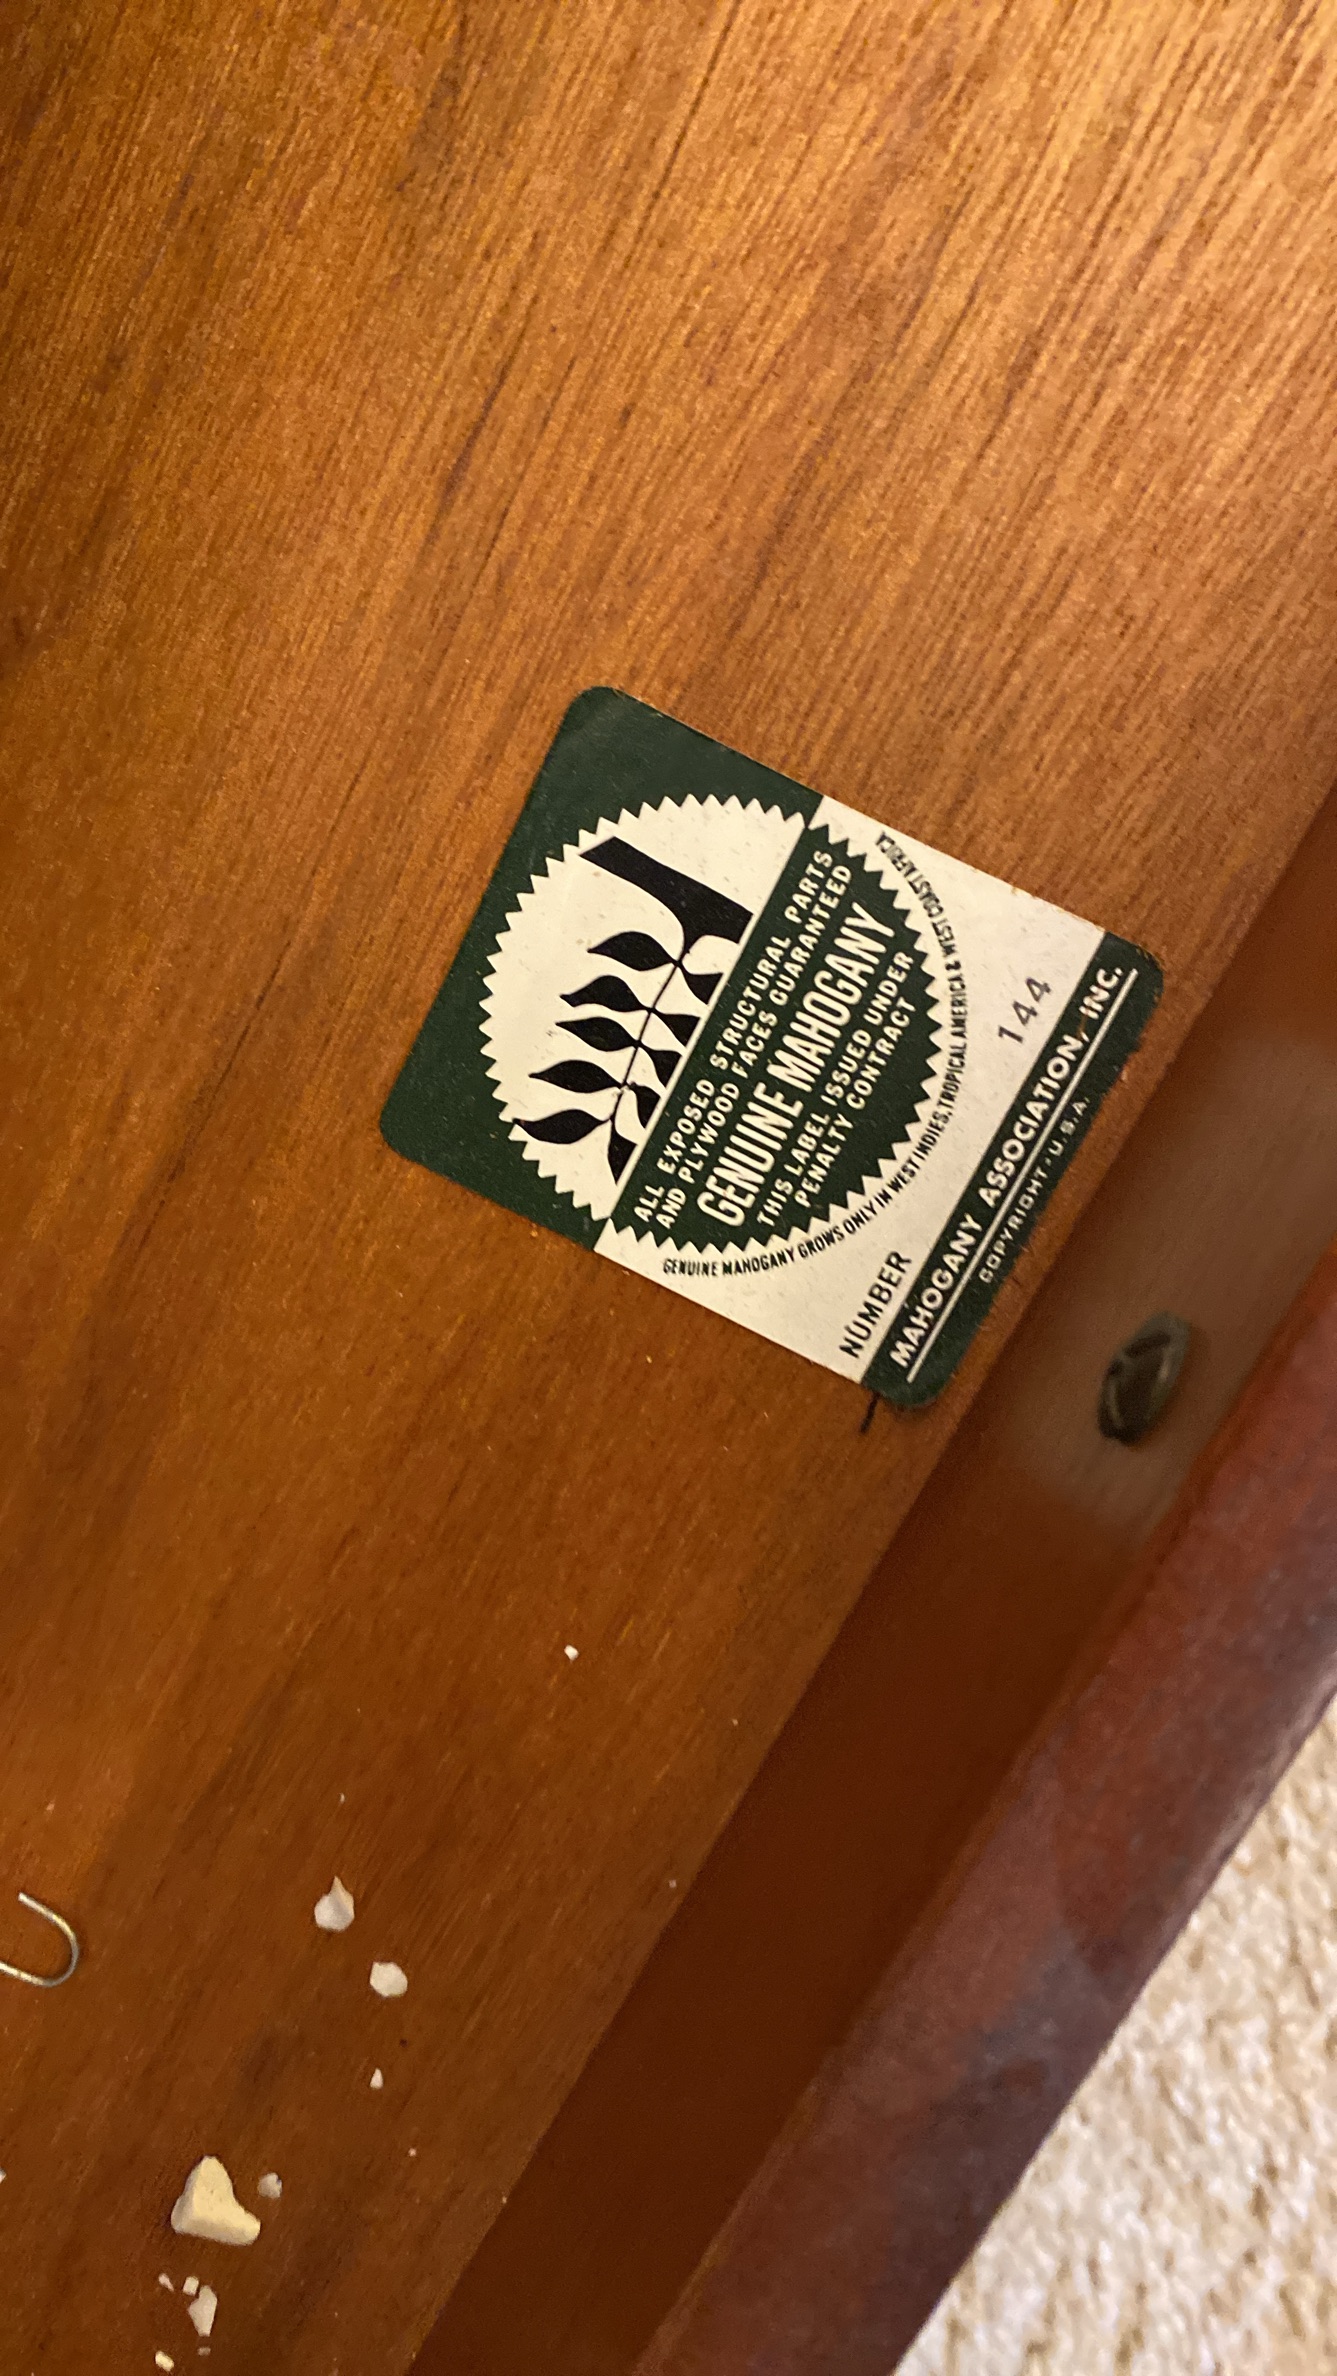 ALL EXPOSED STRUCTURAL PARTS
AND PLYWOOD FACES GUARANTEED
GENUINE MAHOGANY
THIS LABEL ISSUED UNDER
PENALTY CONTRACT
GENUINE MAHOGANY GROWS ONLY IN WEST INDIES, TROPICAL AMERICA & WEST COAST AFRICA
NUMBER 144
MAHOGANY ASSOCIATION, INC.
COPYRIGHT - U.S.A.